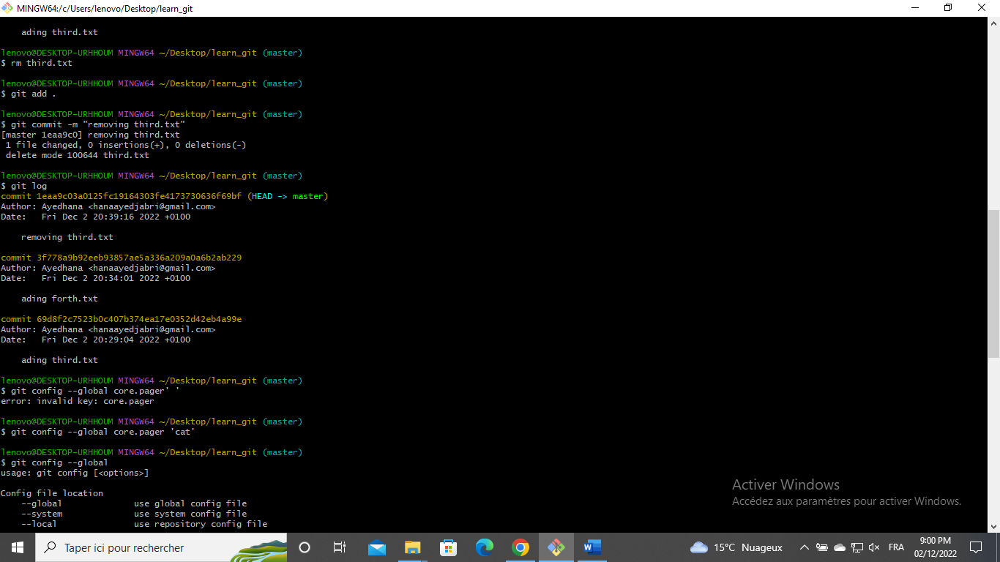 MINGW64:/c/Users/lenovo/Desktop/learn_git
    ading third.txt
lenovo@DESKTOP-URHHOUM MINGW64 ~/Desktop/learn_git (master)
$ rm third.txt
lenovo@DESKTOP-URHHOUM MINGW64 ~/Desktop/learn_git (master)
$ git add .
lenovo@DESKTOP-URHHOUM MINGW64 ~/Desktop/learn_git (master)
$ git commit -m "removing third.txt"
[master 1eaa9c0] removing third.txt
 1 file changed, 0 insertions(+), 0 deletions(-)
 delete mode 100644 third.txt
lenovo@DESKTOP-URHHOUM MINGW64 ~/Desktop/learn_git (master)
$ git log
commit 1eaa9c03a0125fc19164303fe4173730636f69bf (HEAD -> master)
Author: Ayedhana <hanaayedjabri@gmail.com>
Date:   Fri Dec 2 20:39:16 2022 +0100
    removing third.txt
commit 3f778a9b92eeb93857ae5a336a209a0a6b2ab229
Author: Ayedhana <hanaayedjabri@gmail.com>
Date:   Fri Dec 2 20:34:01 2022 +0100
    ading forth.txt
commit 69d8f2c7523b0c407b374ea17e0352d42eb4a99e
Author: Ayedhana <hanaayedjabri@gmail.com>
Date:   Fri Dec 2 20:29:04 2022 +0100
    ading third.txt
lenovo@DESKTOP-URHHOUM MINGW64 ~/Desktop/learn_git (master)
$ git config --global core.pager' '
error: invalid key: core.pager
lenovo@DESKTOP-URHHOUM MINGW64 ~/Desktop/learn_git (master)
$ git config --global core.pager 'cat'
lenovo@DESKTOP-URHHOUM MINGW64 ~/Desktop/learn_git (master)
$ git config --global
usage: git config [<options>]
Config file location
    --global              use global config file
    --system              use system config file
    --local               use repository config file
Activer Windows
Accédez aux paramètres pour activer Windows.
Taper ici pour rechercher
15°C Nuageux
FRA
9:00 PM
02/12/2022